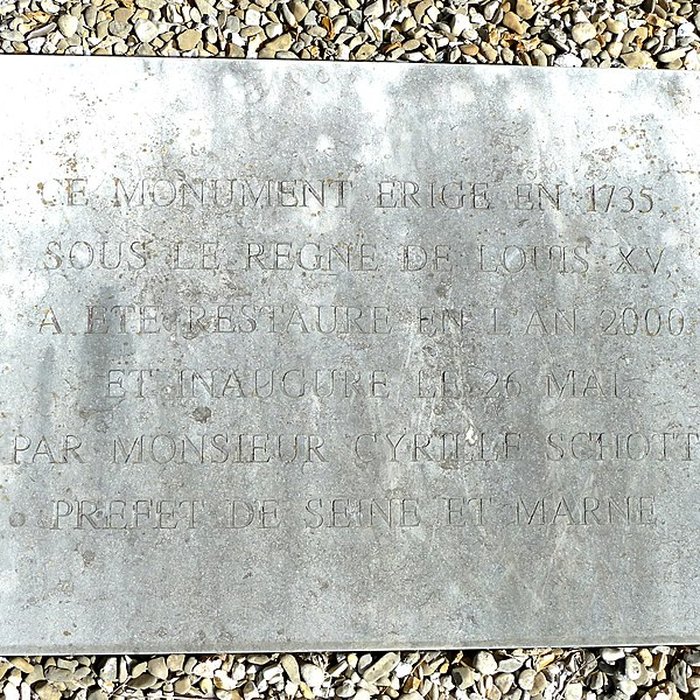 CE MONUMENT ERIGE EN 1735
SOUS LE REGNE DE LOUIS XV,
A ETE RESTAURE EN L'AN 2000
ET INAUGURE LE 26 MAI
PAR MONSIEUR CYRILLE SCHOTT
PREFET DE SEINE ET MARNE.